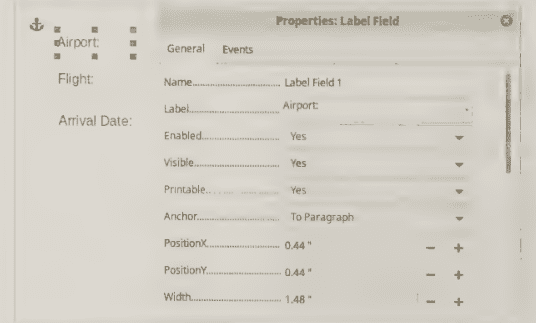 Properties: Label Field
Airport:
Flight:
Arrival Date:
General Events
Name.............................. Label Field 1
Label.............................. Airport:
Enabled.............................. Yes
Visible.............................. Yes
Printable.............................. Yes
Anchor.............................. To Paragraph
PositionX.............................. 0.44 " − +
PositionY.............................. 0.44 " − +
Width.............................. 1.48 " − +